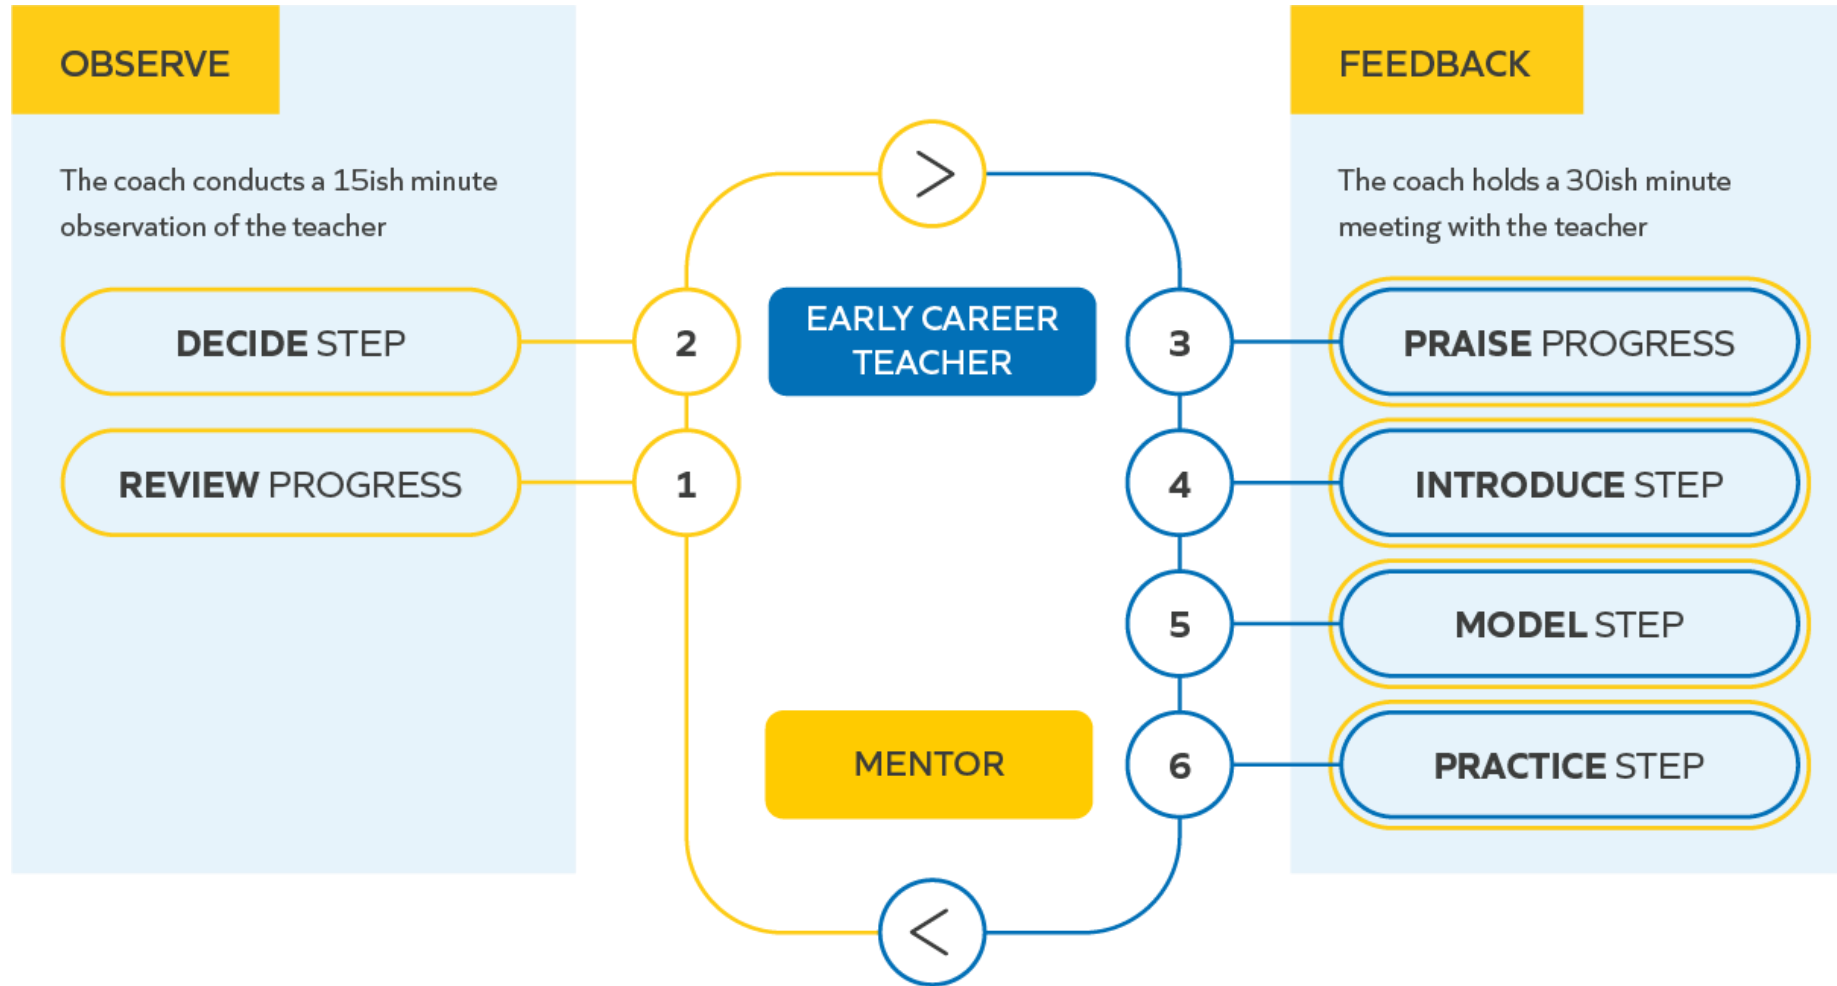 OBSERVE
The coach conducts a 15ish minute
observation of the teacher
DECIDE STEP
REVIEW PROGRESS
>
2
1
EARLY CAREER
TEACHER
MENTOR
<
3
4
5
6
FEEDBACK
The coach holds a 30ish minute
meeting with the teacher
PRAISE PROGRESS
INTRODUCE STEP
MODEL STEP
PRACTICE STEP